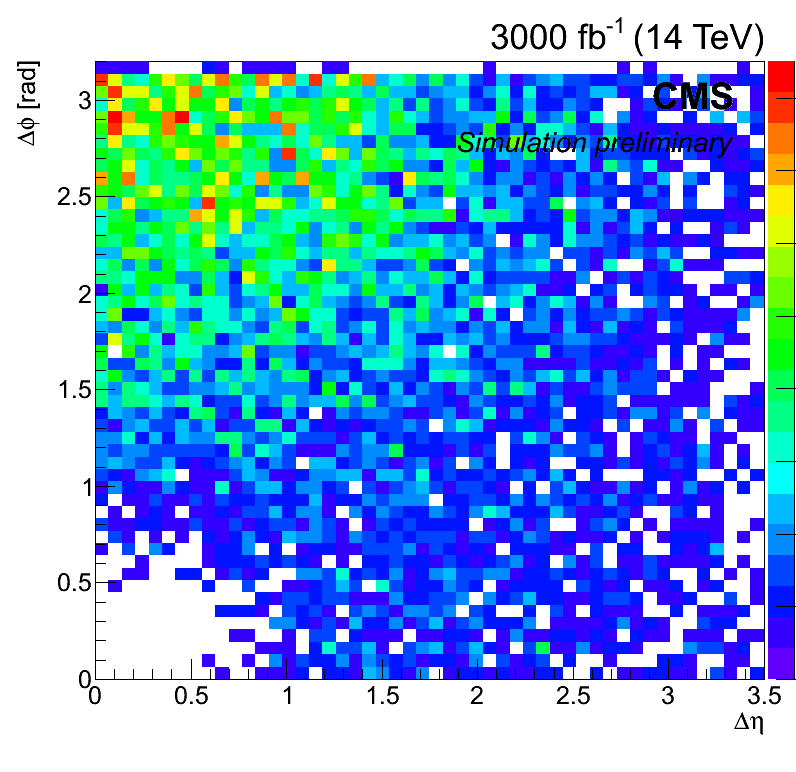 3000 fb-1 (14 TeV)
CMS
Simulation preliminary
Δϕ [rad]
3
2.5
2
1.5
1
0.5
0
0 0.5 1 1.5 2 2.5 3 3.5
Δη